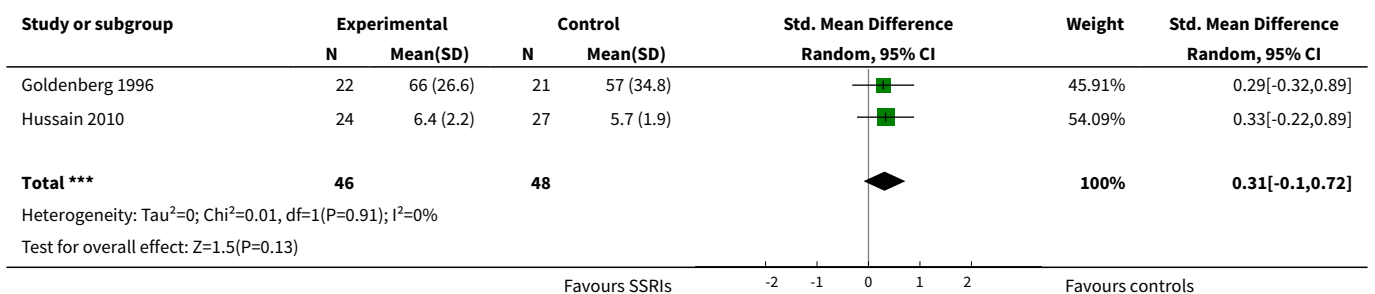 Study or subgroup Experimental Control Std. Mean Difference Weight Std. Mean Difference
N Mean(SD) N Mean(SD) Random, 95% CI Random, 95% CI
Goldenberg 1996 22 66 (26.6) 21 57 (34.8) 45.91% 0.29[-0.32,0.89]
Hussain 2010 24 6.4 (2.2) 27 5.7 (1.9) 54.09% 0.33[-0.22,0.89]
Total *** 46 48 100% 0.31[-0.1,0.72]
Heterogeneity: Tau²=0; Chi²=0.01, df=1(P=0.91); I²=0%
Test for overall effect: Z=1.5(P=0.13)
Favours SSRIs -2 -1 0 1 2 Favours controls